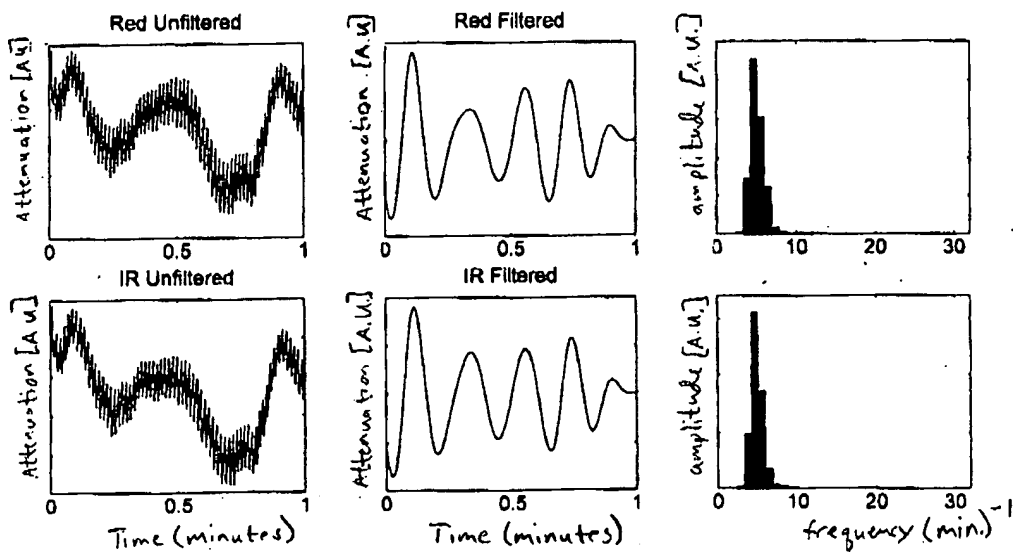 Red Unfiltered
Attenuation [A.U]
0 0.5 1
Red Filtered
Attenuation [A.U.]
0 0.5 1
amplitude [A.U.]
0 10 20 30
IR Unfiltered
Attenuation [A.U.]
0 0.5 1
Time (minutes)
IR Filtered
Attenuation [A.U.]
0 0.5 1
Time (minutes)
amplitude [A.U.]
0 10 20 30
frequency (min.)⁻¹